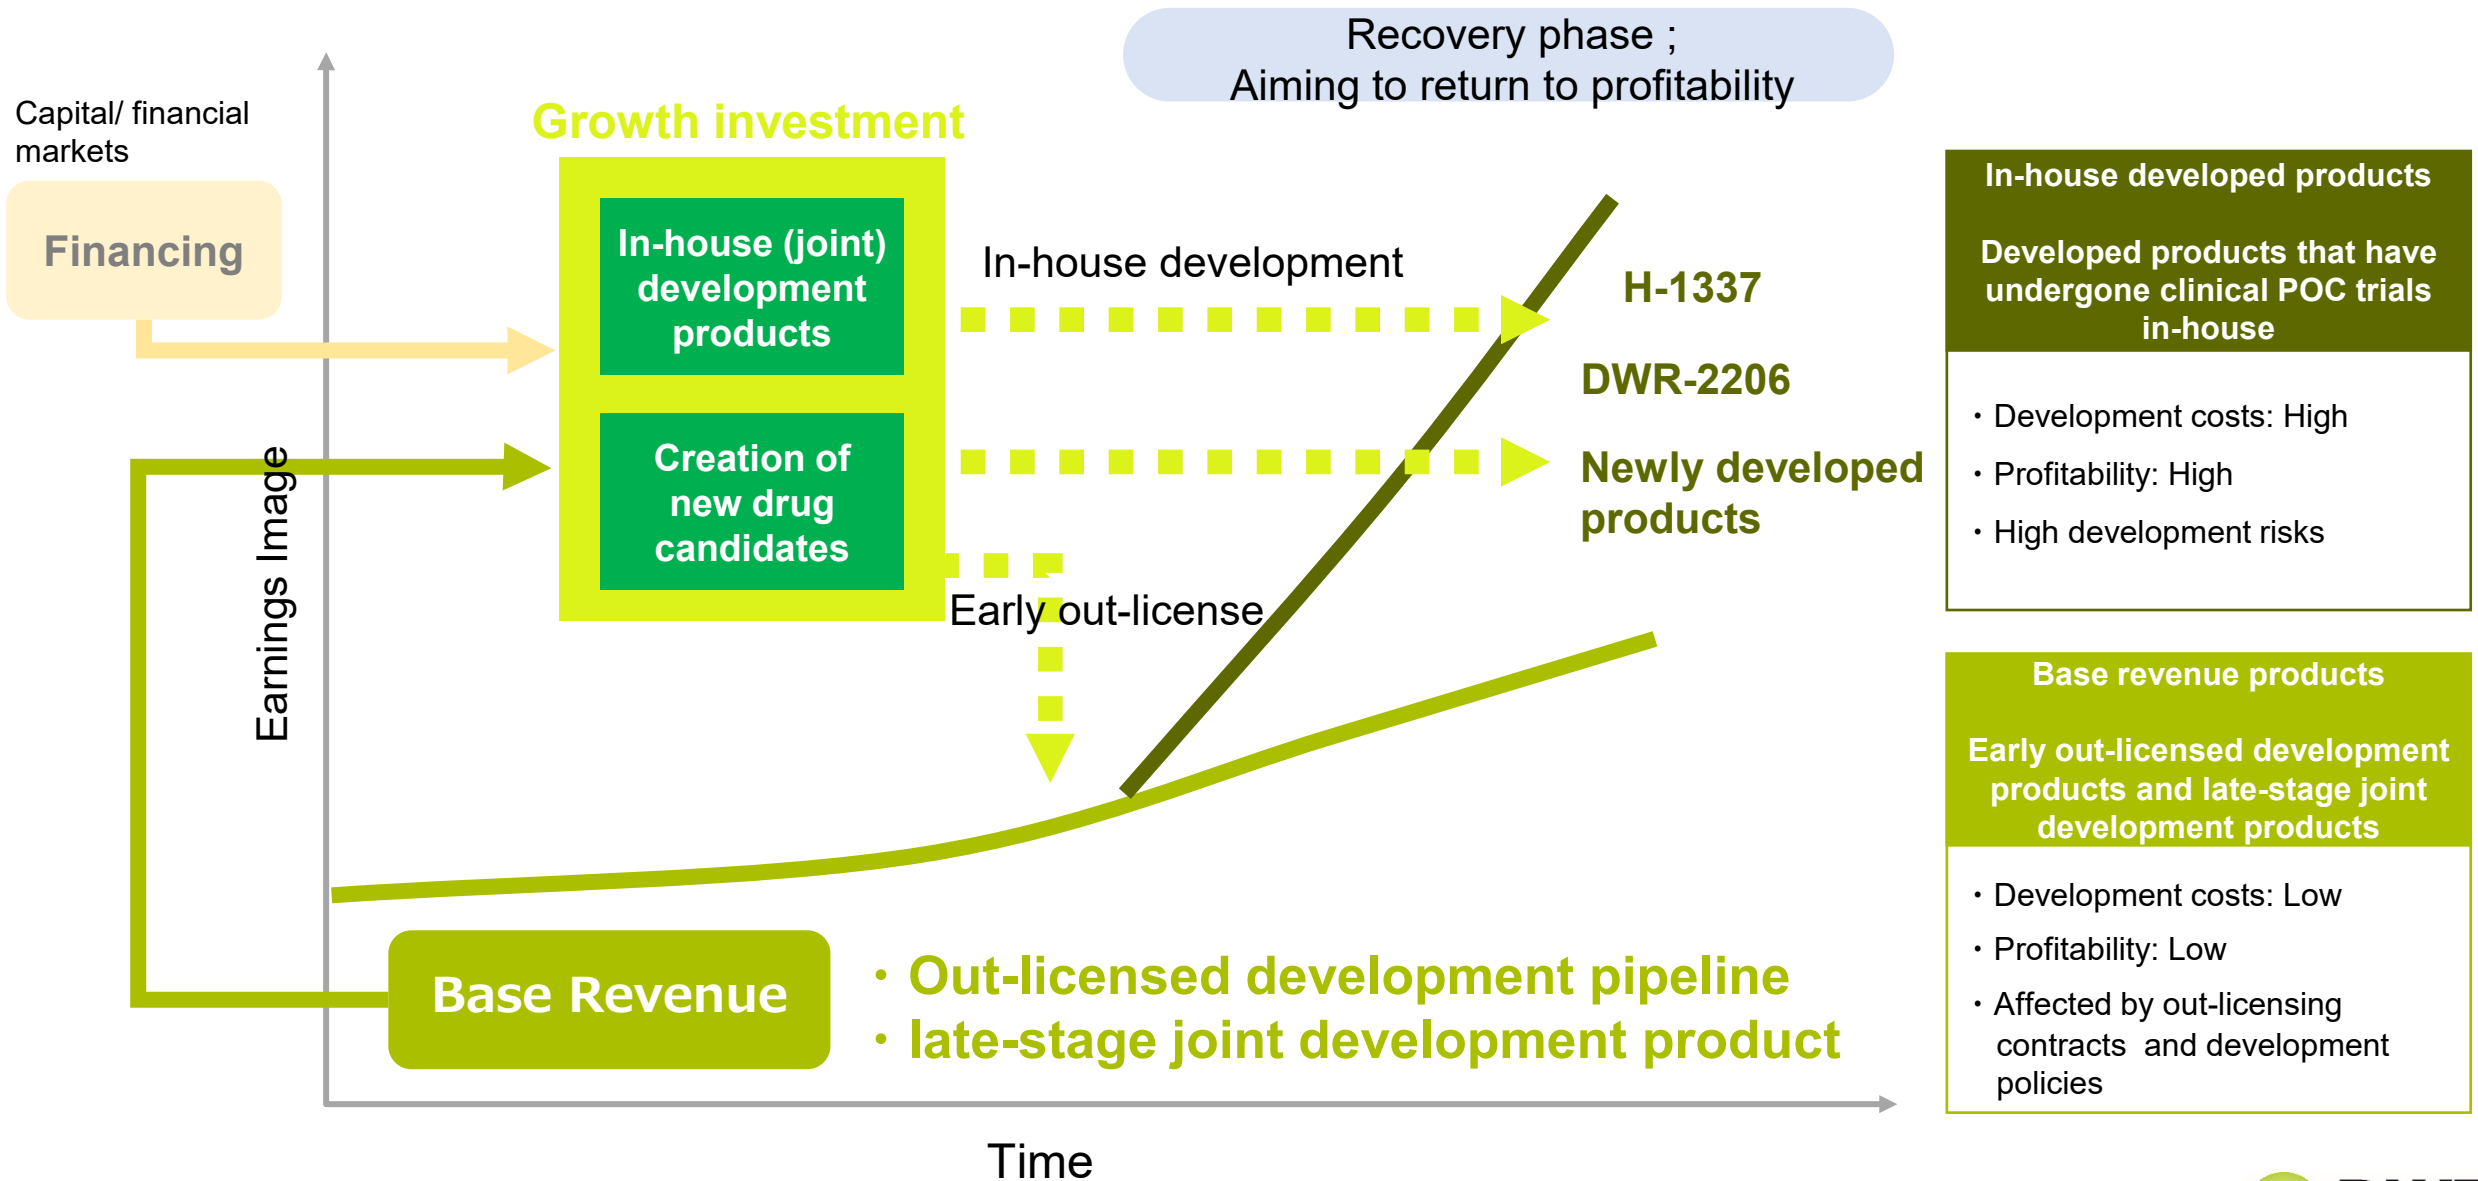 Recovery phase ;
Aiming to return to profitability
Capital/ financial
markets
Financing
Growth investment
In-house (joint)
development
products
Creation of
new drug
candidates
In-house development
Early out-license
H-1337
DWR-2206
Newly developed
products
Earnings Image
Base Revenue
・Out-licensed development pipeline
・late-stage joint development product
Time
In-house developed products
Developed products that have
undergone clinical POC trials
in-house
・Development costs: High
・Profitability: High
・High development risks
Base revenue products
Early out-licensed development
products and late-stage joint
development products
・Development costs: Low
・Profitability: Low
・Affected by out-licensing
contracts and development
policies